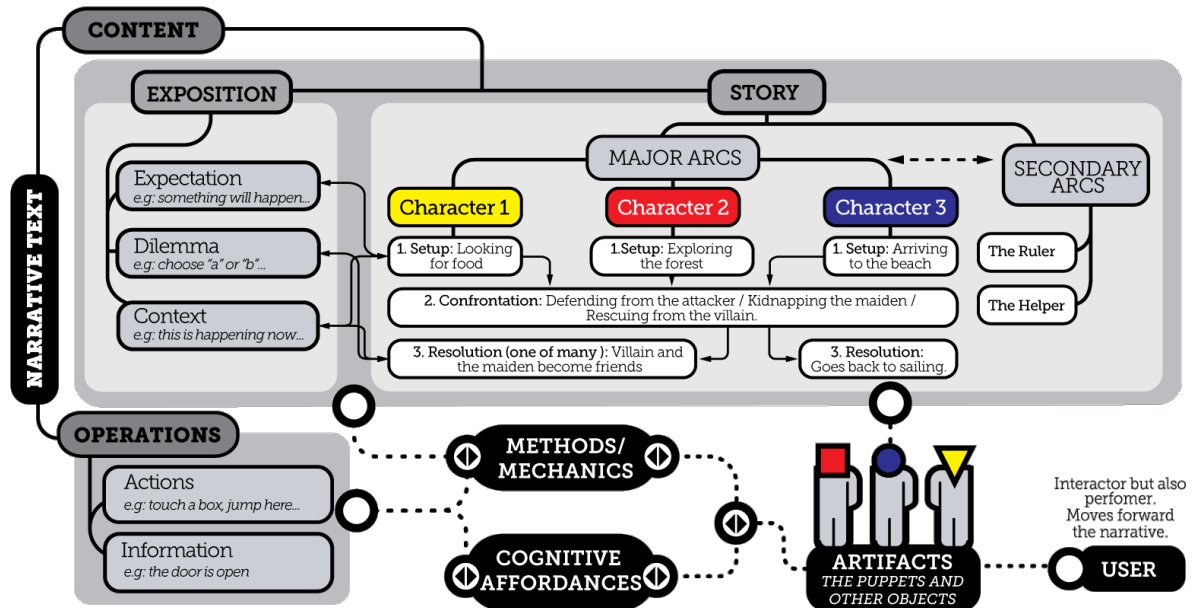 CONTENT
NARRATIVE TEXT
EXPOSITION
Expectation
e.g: something will happen...
Dilemma
e.g: choose "a" or "b"...
Context
e.g: this is happening now...
STORY
MAJOR ARCS
SECONDARY
ARCS
Character 1
Character 2
Character 3
1. Setup: Looking
for food
1.Setup: Exploring
the forest
1. Setup: Arriving
to the beach
The Ruler
The Helper
2. Confrontation: Defending from the attacker / Kidnapping the maiden /
Rescuing from the villain.
3. Resolution (one of many ): Villain and
the maiden become friends
3. Resolution:
Goes back to sailing.
OPERATIONS
Actions
e.g: touch a box, jump here...
Information
e.g: the door is open
METHODS/
MECHANICS
COGNITIVE
AFFORDANCES
ARTIFACTS
THE PUPPETS AND
OTHER OBJECTS
Interactor but also
perfomer.
Moves forward
the narrative.
USER